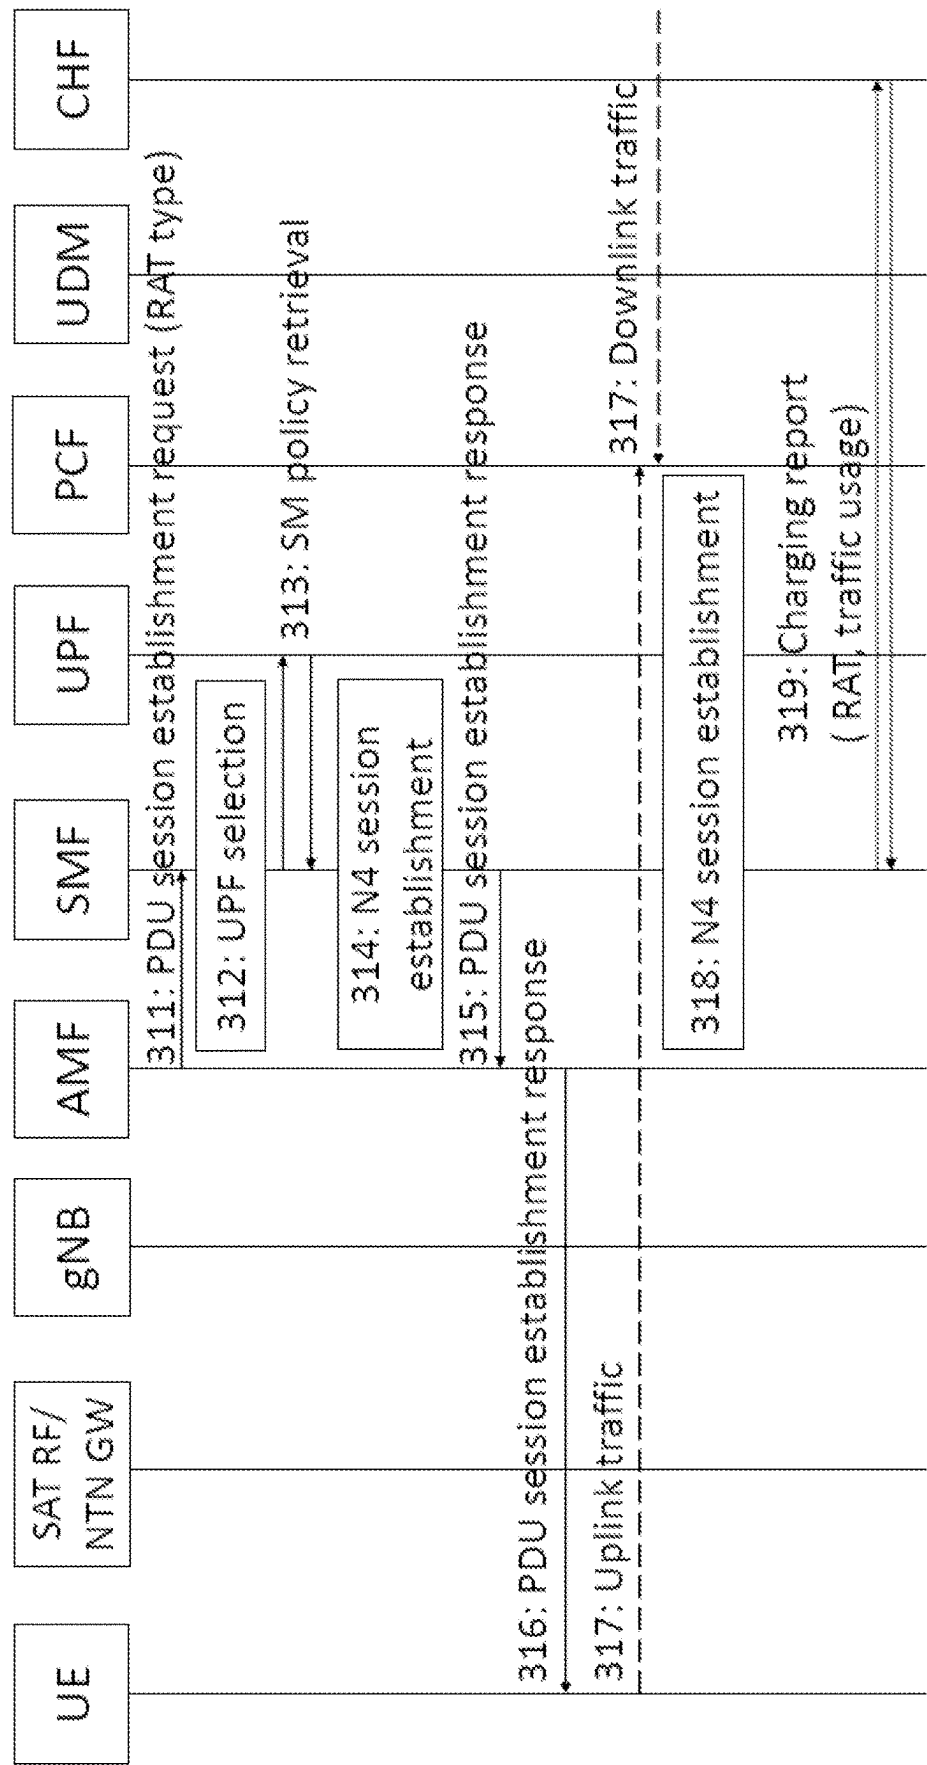 UE
SAT RF/
NTN GW
gNB
AMF
SMF
UPF
PCF
UDM
CHF
311: PDU session establishment request (RAT type)
312: UPF selection
313: SM policy retrieval
314: N4 session
establishment
315: PDU session establishment response
316: PDU session establishment response
317: Uplink traffic
317: Downlink traffic
318: N4 session establishment
319: Charging report
( RAT, traffic usage)